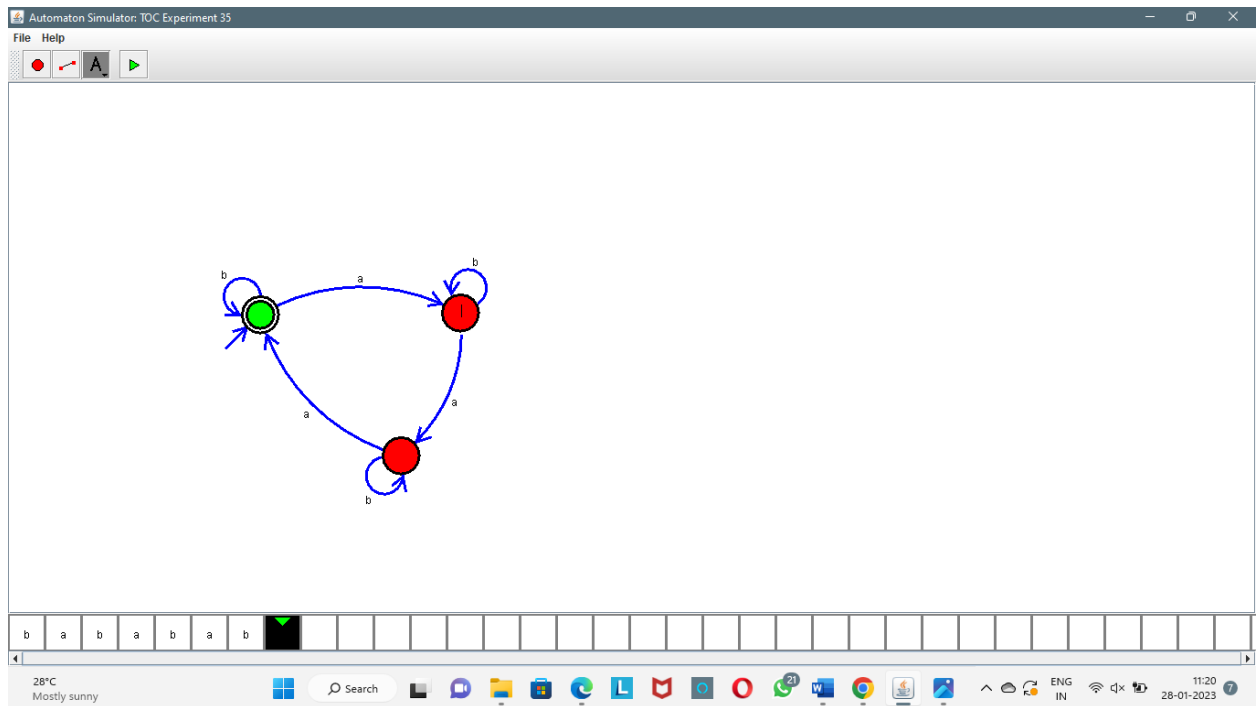 Automaton Simulator: TOC Experiment 35
File Help
A
b
a
b
b
a
a
b
b a b a b a b
28°C
Mostly sunny
Search
L
21
ENG
IN
11:20
28-01-2023
7